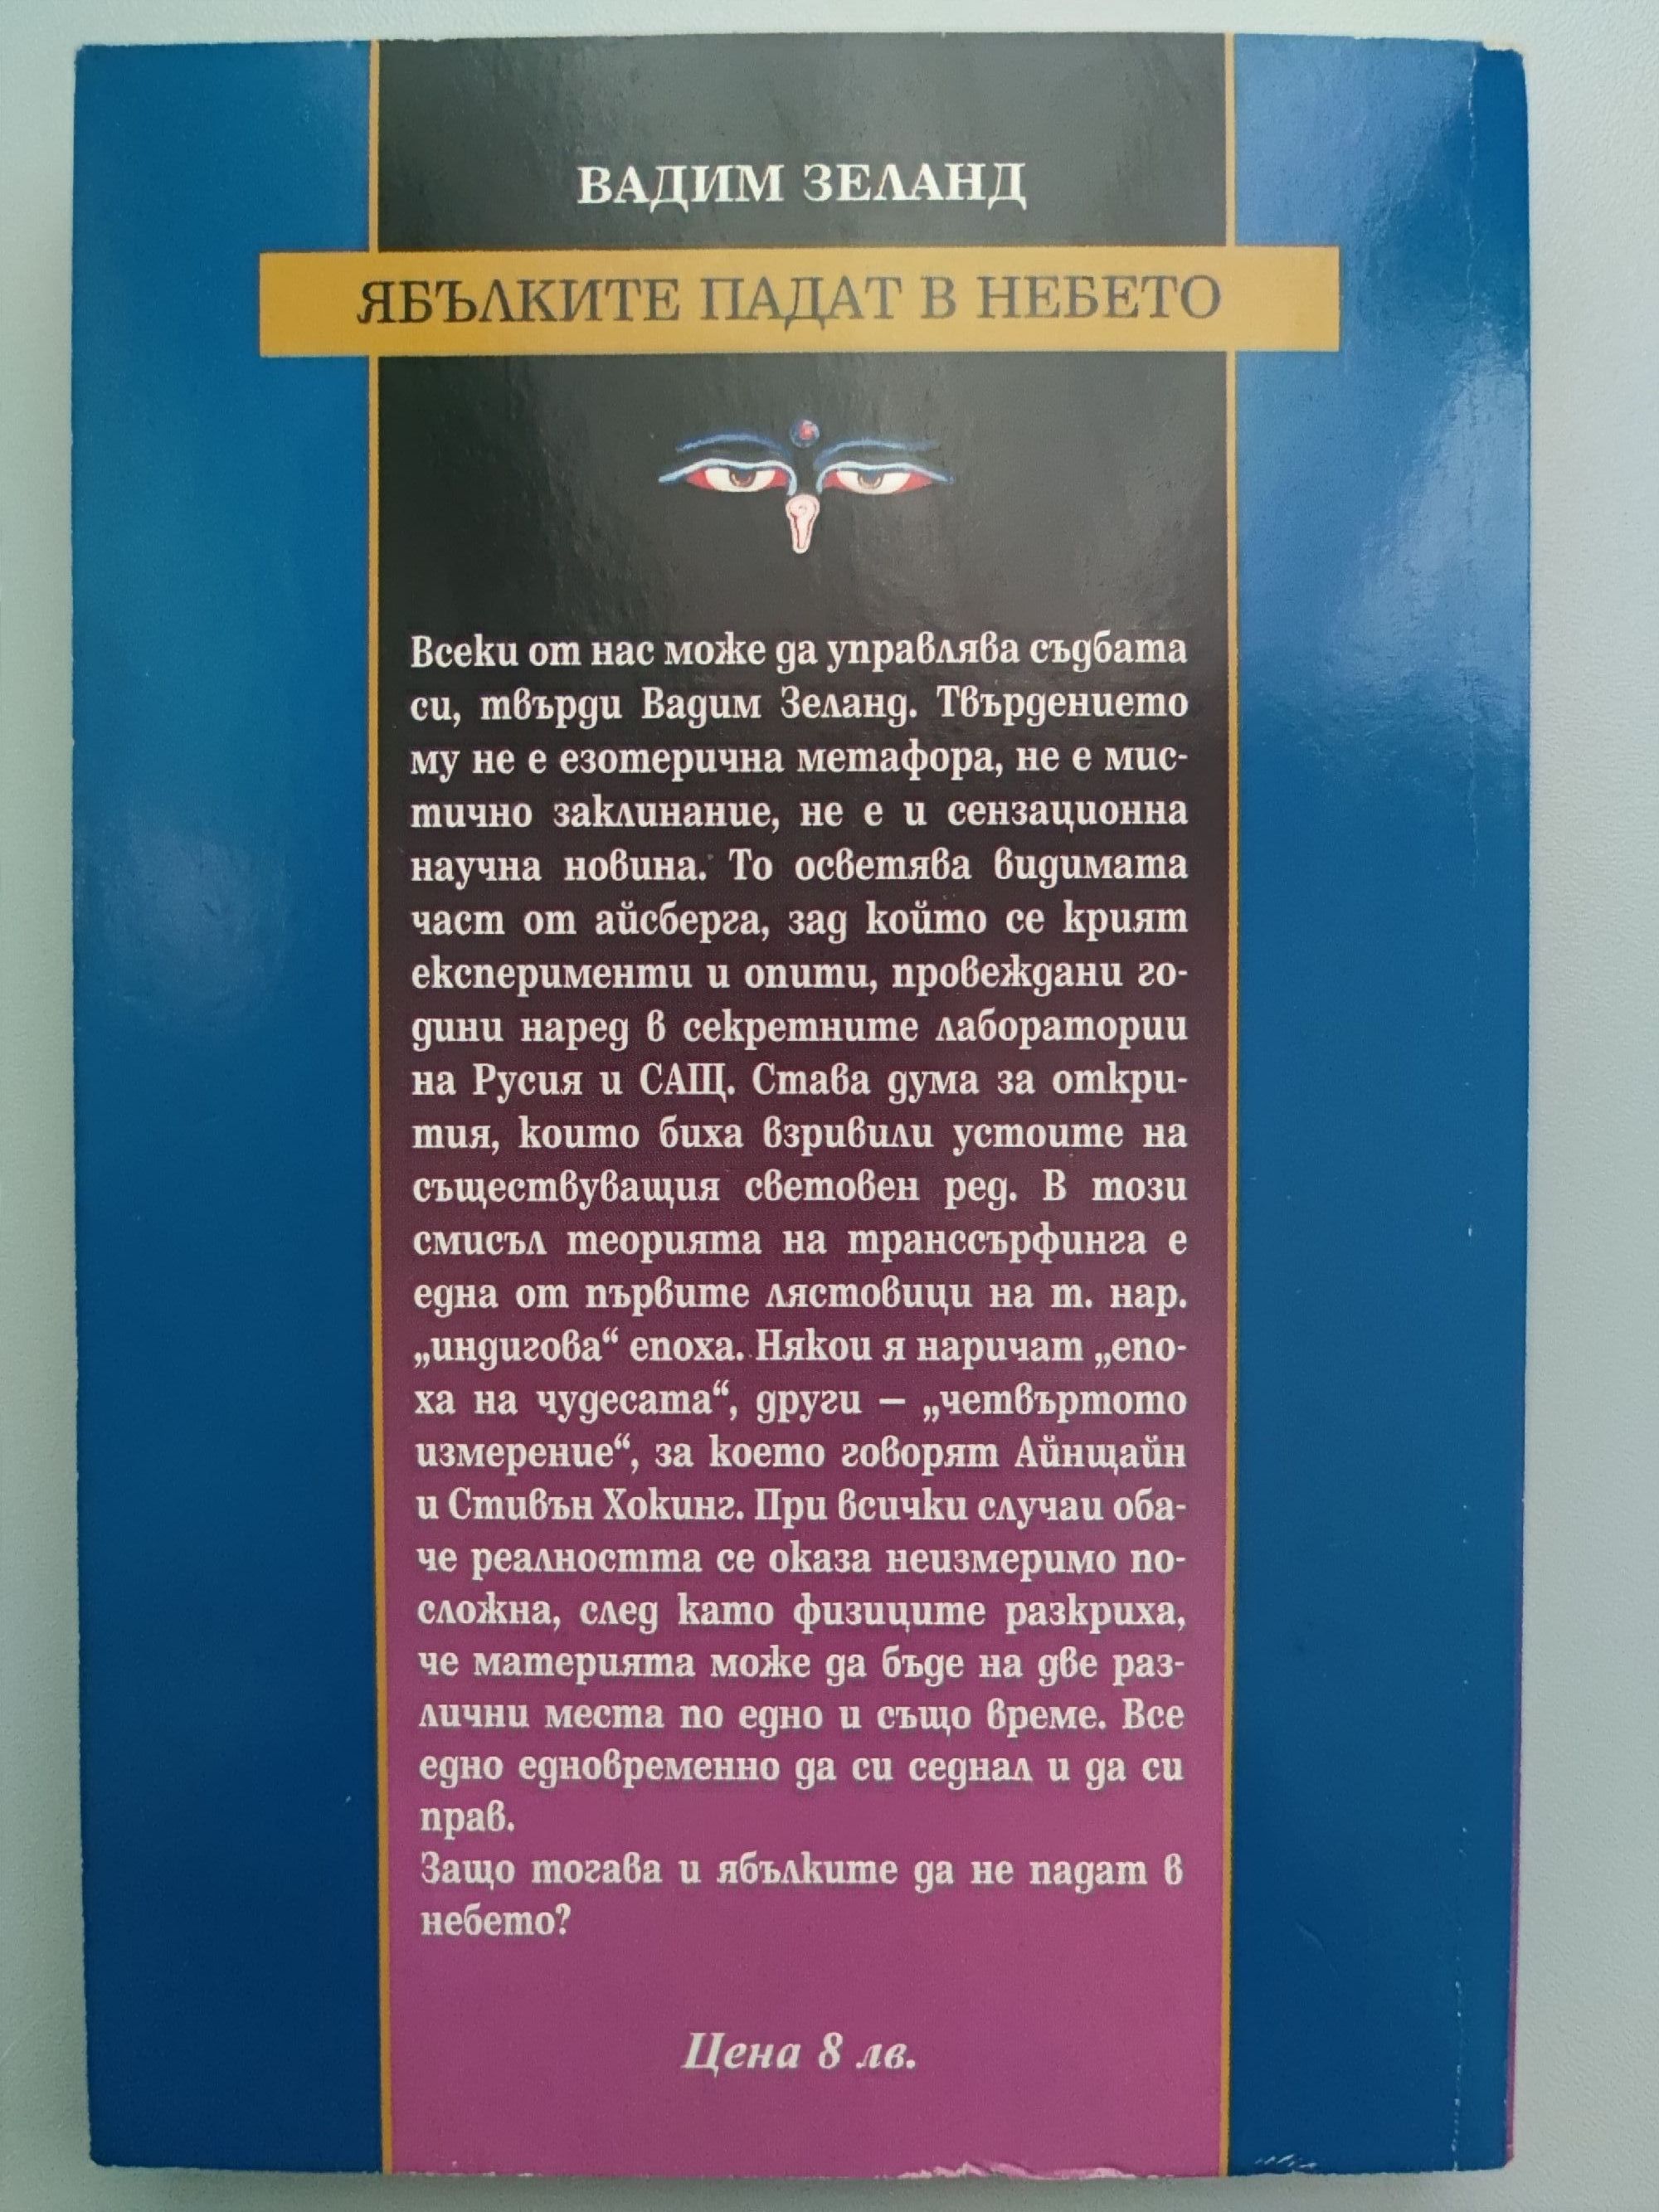 ВАДИМ ЗЕЛАНД
ЯБЪЛКИТЕ ПАДАТ В НЕБЕТО
Всеки от нас може да управлява съдбата
си, твърди Вадим Зеланд. Твърдението
му не е езотерична метафора, не е мис-
тично заклинание, не е и сензационна
научна новина. То осветява видимата
част от айсберга, зад който се крият
експерименти и опити, провеждани го-
дини наред в секретните лаборатории
на Русия и САЩ. Става дума за откри-
тия, които биха взривили устоите на
съществуващия световен ред. В този
смисъл теорията на транссърфинга е
една от първите лястовици на т. нар.
„индигова“ епоха. Някои я наричат „епо-
ха на чудесата“, други – „четвъртото
измерение“, за което говорят Айнщайн
и Стивън Хокинг. При всички случаи оба-
че реалността се оказа неизмеримо по-
сложна, след като физиците разкриха,
че материята може да бъде на две раз-
лични места по едно и също време. Все
едно едновременно да си седнал и да си
прав.
Защо тогава и ябълките да не падат в
небето?
Цена 8 лв.